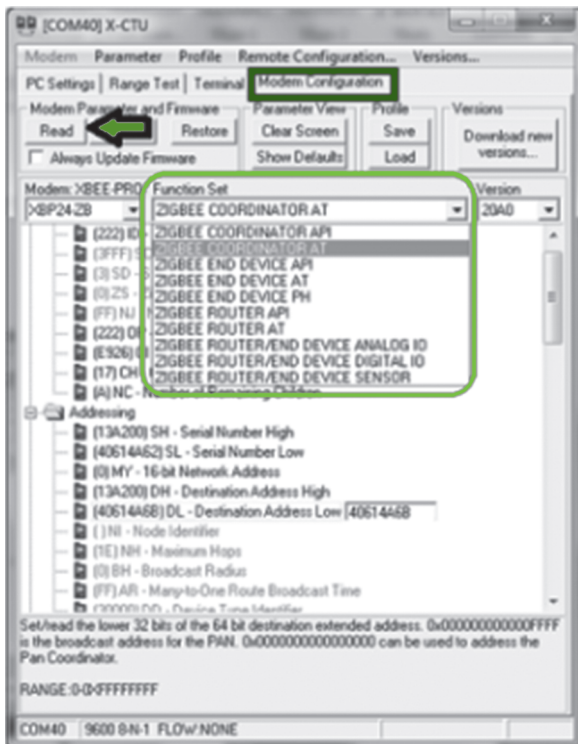 [COM40] X-CTU
Modem Parameter Profile Remote Configuration... Versions...
PC Settings Range Test Terminal Modem Configuration
Modem Parameter and Firmware Parameter View Profile Versions
Read Restore Clear Screen Save Download new versions...
Always Update Firmware Show Defaults Load
Modem: XBEE-PRO Function Set Version
XBP24-ZB ZIGBEE COORDINATOR AT 20A0
ZIGBEE COORDINATOR API
ZIGBEE COORDINATOR AT
ZIGBEE END DEVICE API
ZIGBEE END DEVICE AT
ZIGBEE END DEVICE PH
ZIGBEE ROUTER API
ZIGBEE ROUTER AT
ZIGBEE ROUTER/END DEVICE ANALOG IO
ZIGBEE ROUTER/END DEVICE DIGITAL IO
ZIGBEE ROUTER/END DEVICE SENSOR
(222) ID
(3FFF) SC
(3) SD - S
(0) ZS -
(FF) NJ
(222) OP
(E926) OI
(17) CH
(A) NC - Number of Remaining Children
Addressing
(13A200) SH - Serial Number High
(40614A62) SL - Serial Number Low
(0) MY - 16-bit Network Address
(13A200) DH - Destination Address High
(40614A6B) DL - Destination Address Low 40614A6B
( ) NI - Node Identifier
(1E) NH - Maximum Hops
(0) BH - Broadcast Radius
(FF) AR - Many-to-One Route Broadcast Time
(30000) DD - Device Type Identifier
Set/read the lower 32 bits of the 64 bit destination extended address. 0x000000000000FFFF
is the broadcast address for the PAN. 0x0000000000000000 can be used to address the
Pan Coordinator.
RANGE:0-0XFFFFFFFF
COM40 9600 8-N-1 FLOW:NONE